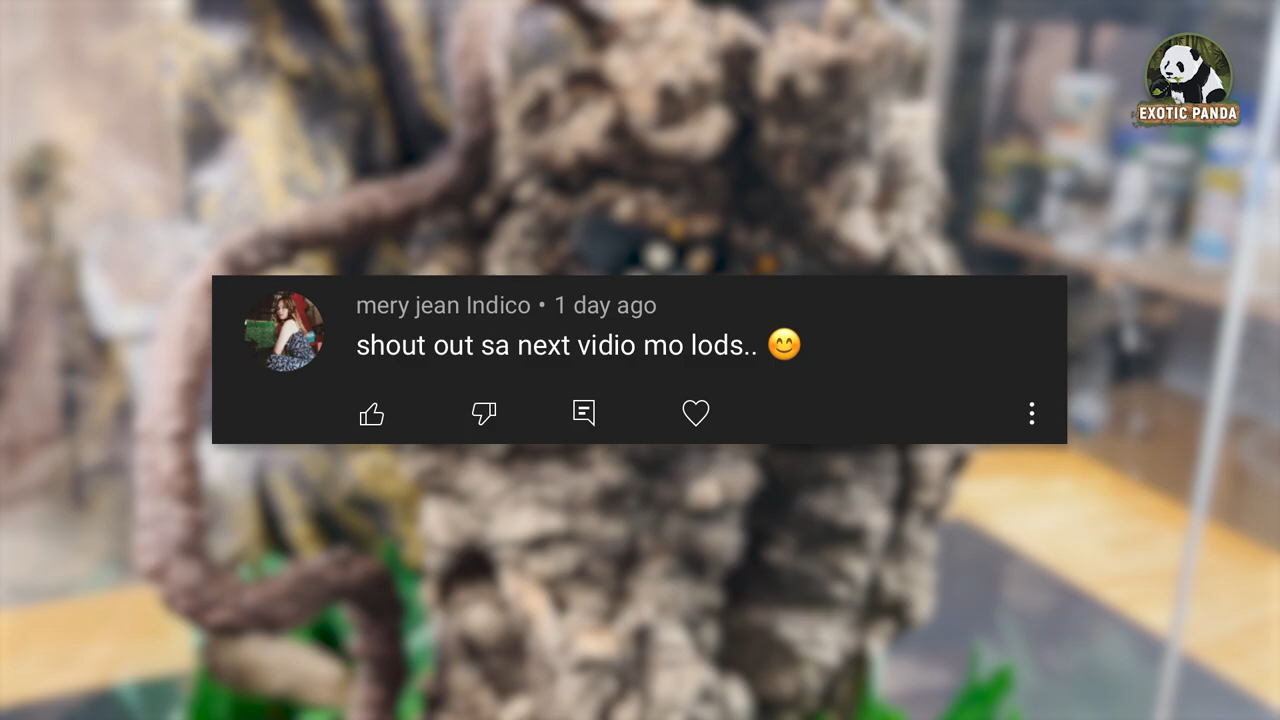 EXOTIC PANDA
mery jean Indico • 1 day ago
shout out sa next vidio mo lods.. 😊